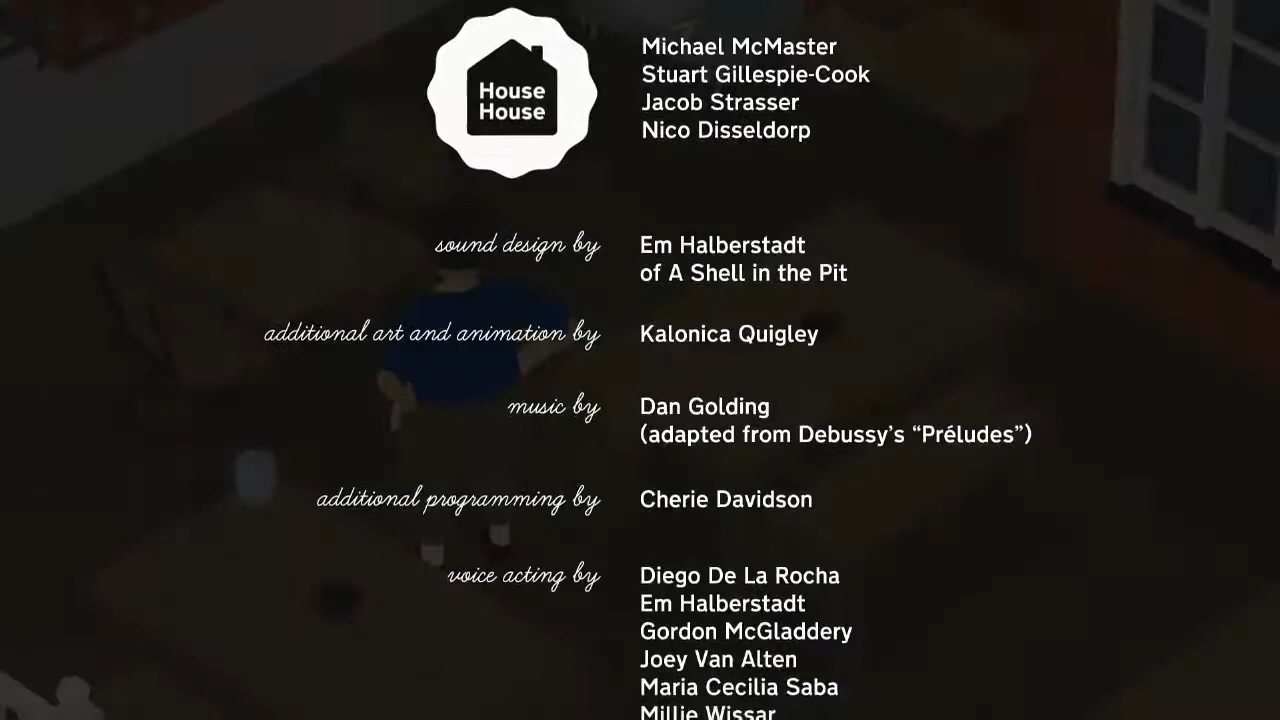 House
House
Michael McMaster
Stuart Gillespie-Cook
Jacob Strasser
Nico Disseldorp
sound design by
Em Halberstadt
of A Shell in the Pit
additional art and animation by
Kalonica Quigley
music by
Dan Golding
(adapted from Debussy’s “Préludes”)
additional programming by
Cherie Davidson
voice acting by
Diego De La Rocha
Em Halberstadt
Gordon McGladdery
Joey Van Alten
Maria Cecilia Saba
Millie Wissar